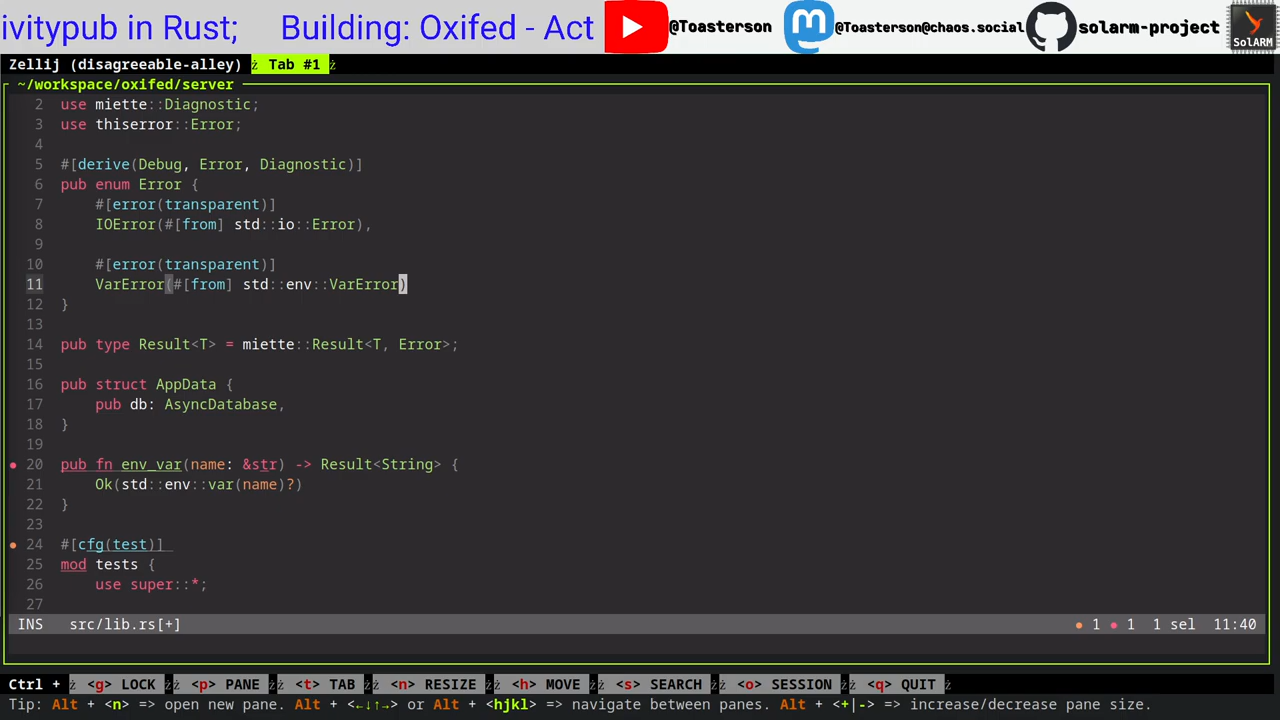 ivitypub in Rust;     Building: Oxifed - Act
@Toasterson
@Toasterson@chaos.social
solarm-project
SolARM
Zellij (disagreeable-alley)  Tab #1
~/workspace/oxifed/server
2 use miette::Diagnostic;
3 use thiserror::Error;
4
5 #[derive(Debug, Error, Diagnostic)]
6 pub enum Error {
7     #[error(transparent)]
8     IOError(#[from] std::io::Error),
9
10     #[error(transparent)]
11     VarError(#[from] std::env::VarError)
12 }
13
14 pub type Result<T> = miette::Result<T, Error>;
15
16 pub struct AppData {
17     pub db: AsyncDatabase,
18 }
19
20 pub fn env_var(name: &str) -> Result<String> {
21     Ok(std::env::var(name)?)
22 }
23
24 #[cfg(test)]
25 mod tests {
26     use super::*;
27
INS   src/lib.rs[+]   ● 1 ● 1  1 sel  11:40
Ctrl +  <g> LOCK  <p> PANE  <t> TAB  <n> RESIZE  <h> MOVE  <s> SEARCH  <o> SESSION  <q> QUIT
Tip: Alt + <n> => open new pane. Alt + <←↓↑→> or Alt + <hjkl> => navigate between panes. Alt + <+|-> => increase/decrease pane size.